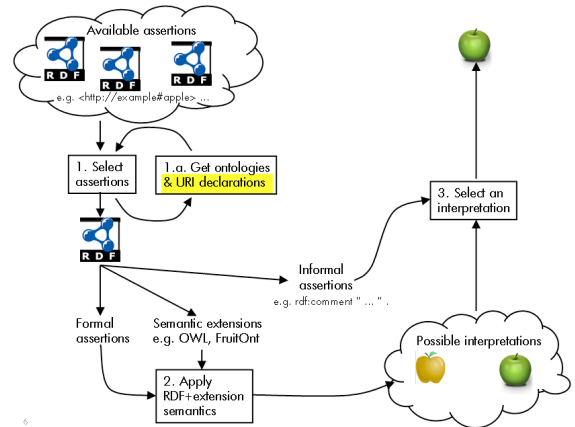 Available assertions
RDF
RDF
RDF
e.g. <http://example#apple> ...
1. Select
assertions
1.a. Get ontologies
& URI declarations
3. Select an
interpretation
RDF
Informal
assertions
e.g. rdf:comment " ... " .
Formal
assertions
Semantic extensions
e.g. OWL, FruitOnt
Possible interpretations
2. Apply
RDF+extension
semantics
6